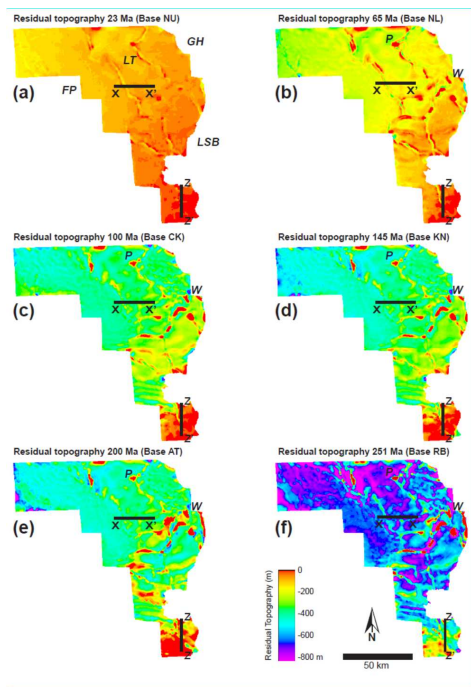 Residual topography 23 Ma (Base NU)
GH
LT
(a)
FP
X X'
LSB
Z
Z'
Residual topography 65 Ma (Base NL)
P
W
(b)
X X'
Z
Z'
Residual topography 100 Ma (Base CK)
P
W
(c)
X X'
Z
Z'
Residual topography 145 Ma (Base KN)
P
W
(d)
X X'
Z
Z'
Residual topography 200 Ma (Base AT)
P
W
(e)
X X'
Z
Z'
Residual topography 251 Ma (Base RB)
P
W
(f)
X X'
Z
Z'
Residual Topography (m)
0
-200
-400
-600
-800 m
N
50 km